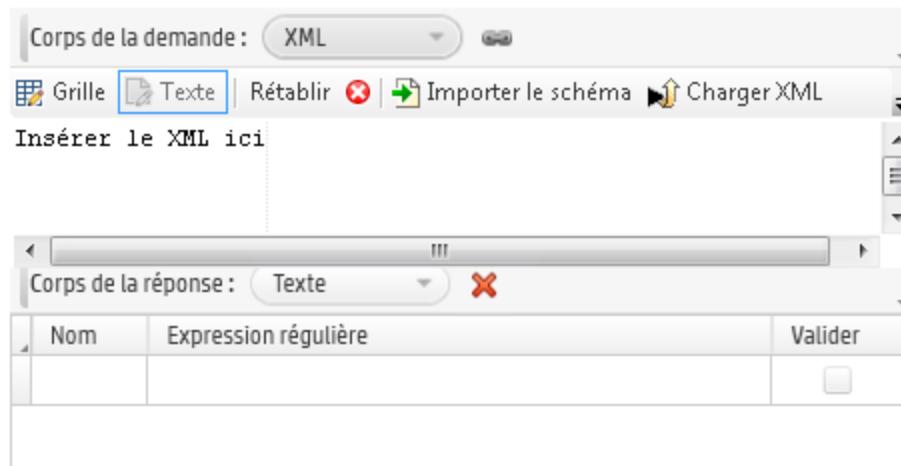 Corps de la demande : XML
Grille Texte Rétablir Importer le schéma Charger XML
Insérer le XML ici
Corps de la réponse : Texte
Nom Expression régulière Valider